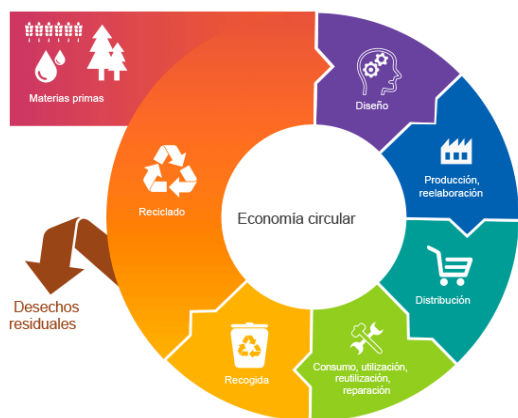 Materias primas
Diseño
Producción,
reelaboración
Reciclado
Economía circular
Distribución
Desechos
residuales
Consumo, utilización,
reutilización,
reparación
Recogida